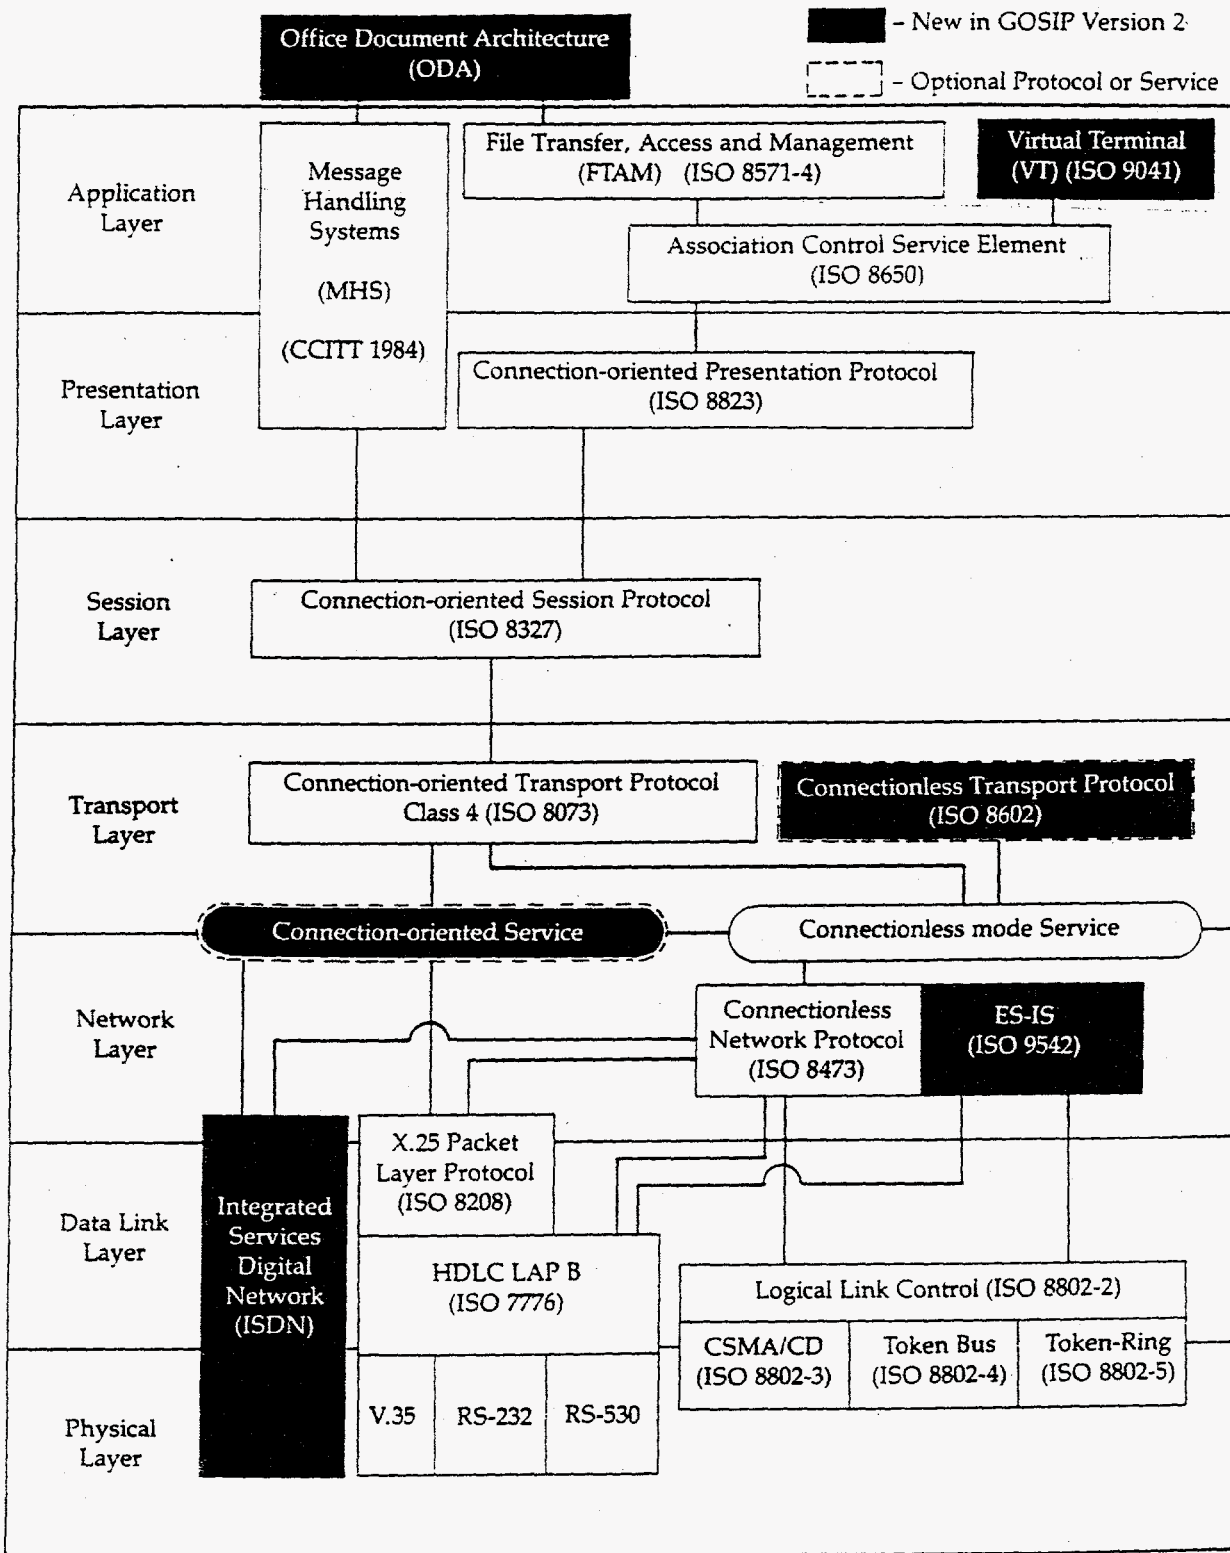 Office Document Architecture
(ODA)
– New in GOSIP Version 2
– Optional Protocol or Service
Application
Layer
Message
Handling
Systems
(MHS)
(CCITT 1984)
File Transfer, Access and Management
(FTAM) (ISO 8571-4)
Virtual Terminal
(VT) (ISO 9041)
Association Control Service Element
(ISO 8650)
Presentation
Layer
Connection-oriented Presentation Protocol
(ISO 8823)
Session
Layer
Connection-oriented Session Protocol
(ISO 8327)
Transport
Layer
Connection-oriented Transport Protocol
Class 4 (ISO 8073)
Connectionless Transport Protocol
(ISO 8602)
Connection-oriented Service
Connectionless mode Service
Network
Layer
Connectionless
Network Protocol
(ISO 8473)
ES-IS
(ISO 9542)
Data Link
Layer
Integrated
Services
Digital
Network
(ISDN)
X.25 Packet
Layer Protocol
(ISO 8208)
HDLC LAP B
(ISO 7776)
Logical Link Control (ISO 8802-2)
CSMA/CD
(ISO 8802-3)
Token Bus
(ISO 8802-4)
Token-Ring
(ISO 8802-5)
Physical
Layer
V.35
RS-232
RS-530